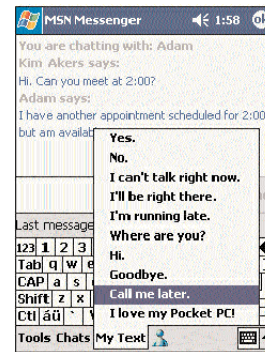 MSN Messenger 1:58 ok
You are chatting with: Adam
Kim Akers says:
Hi. Can you meet at 2:00?
Adam says:
I have another appointment scheduled for 2:00
but am availab
Yes.
No.
I can't talk right now.
I'll be right there.
I'm running late.
Where are you?
Hi.
Goodbye.
Call me later.
I love my Pocket PC!
Last message
123 1 2 3
Tab q w e
CAP a s
Shift z x
Ctl áü `
Tools Chats My Text